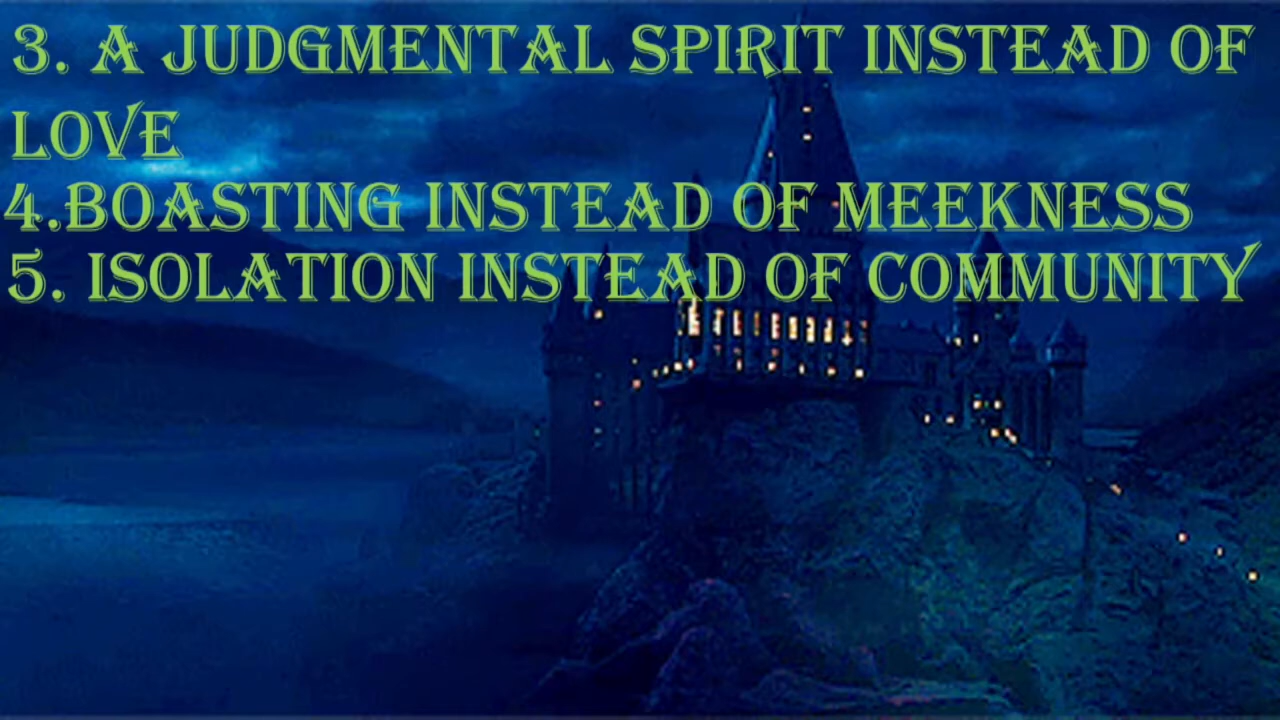 3. A JUDGMENTAL SPIRIT INSTEAD OF
LOVE
4.BOASTING INSTEAD OF MEEKNESS
5. ISOLATION INSTEAD OF COMMUNITY